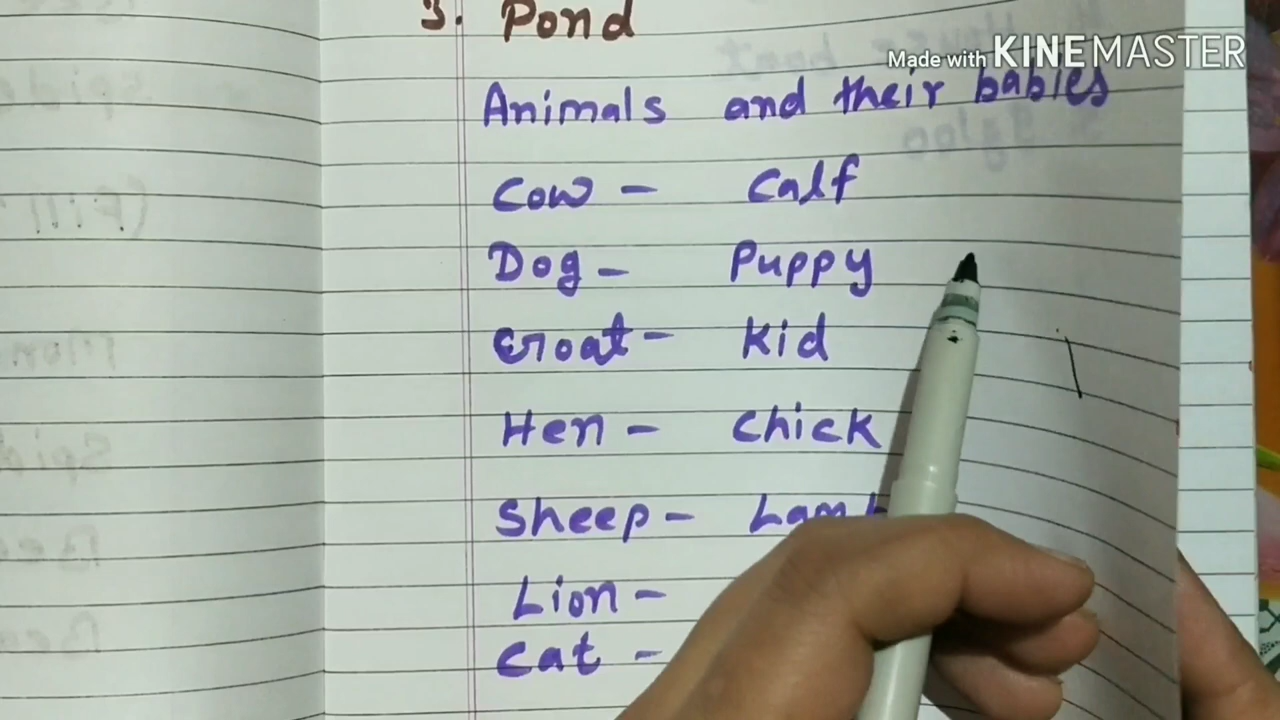 3. Pond
Made with KINEMASTER
Animals and their babies
Cow - Calf
Dog - Puppy
Goat - Kid
Hen - Chick
Sheep - Lamb
Lion -
Cat -